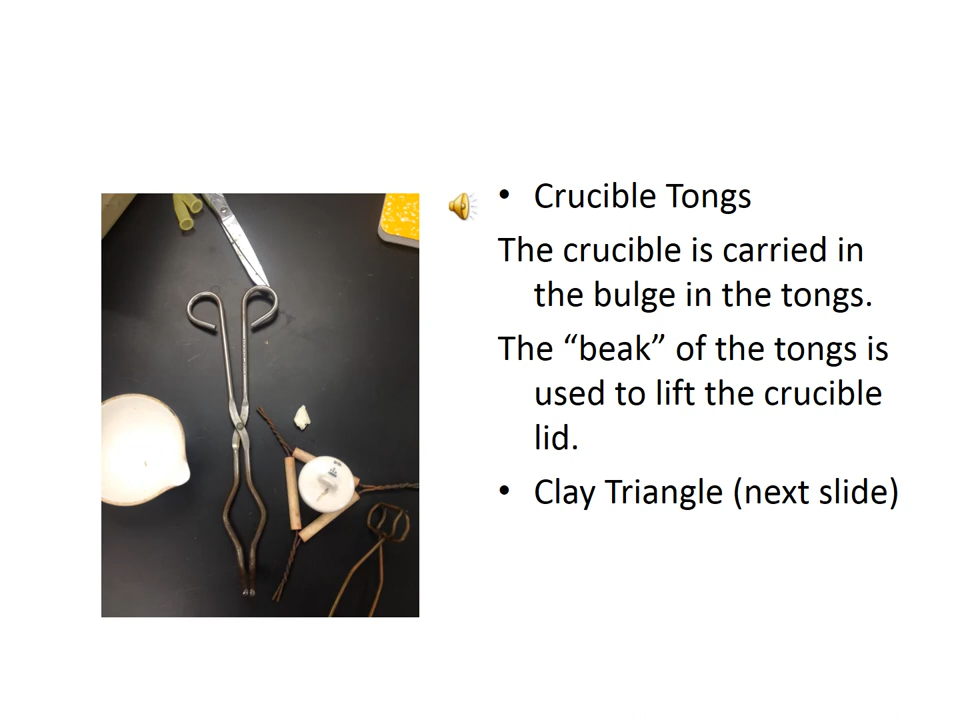 • Crucible Tongs
The crucible is carried in
the bulge in the tongs.
The “beak” of the tongs is
used to lift the crucible
lid.
• Clay Triangle (next slide)